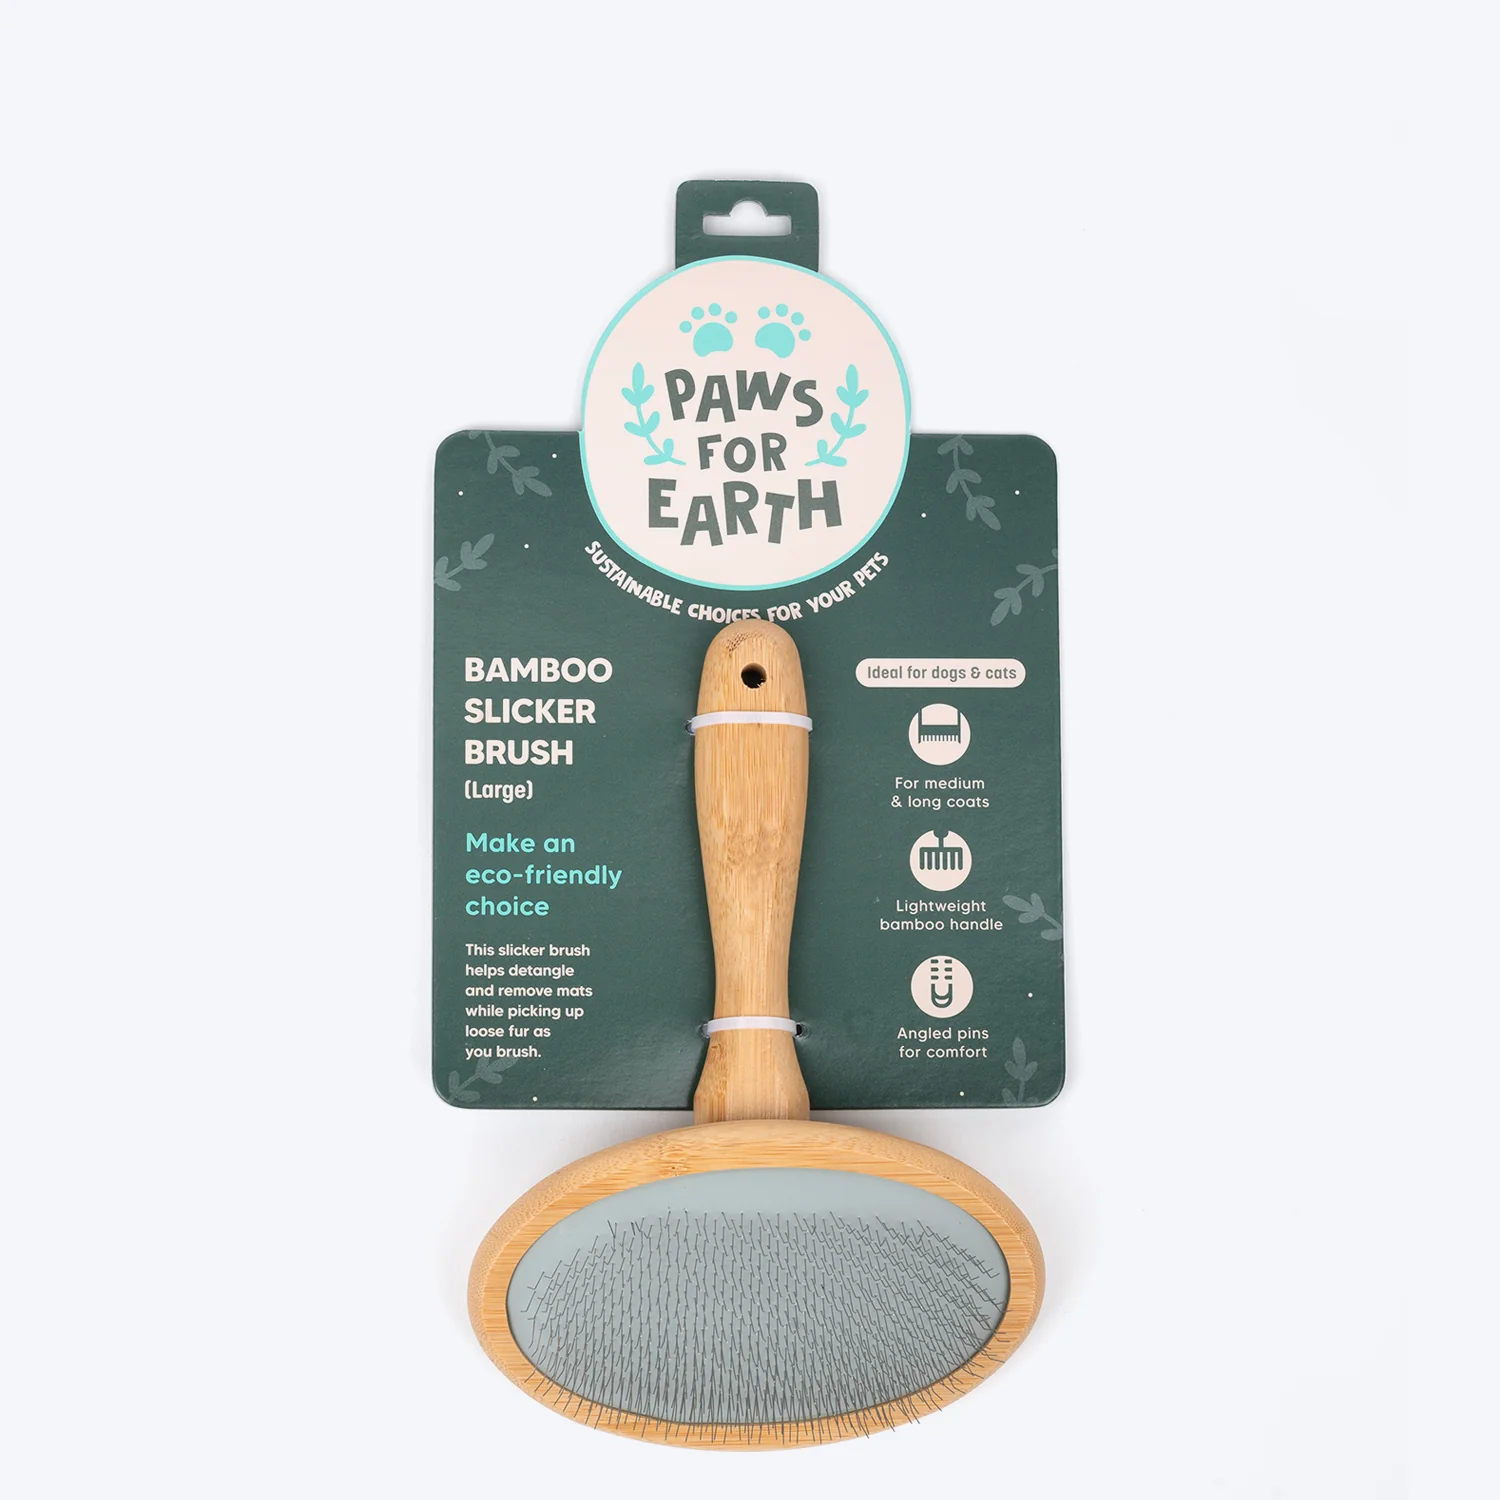 PAWS
FOR
EARTH
SUSTAINABLE CHOICES FOR YOUR PETS
BAMBOO
SLICKER
BRUSH
(Large)
Make an
eco-friendly
choice
This slicker brush
helps detangle
and remove mats
while picking up
loose fur as
you brush.
Ideal for dogs & cats
For medium
& long coats
Lightweight
bamboo handle
Angled pins
for comfort